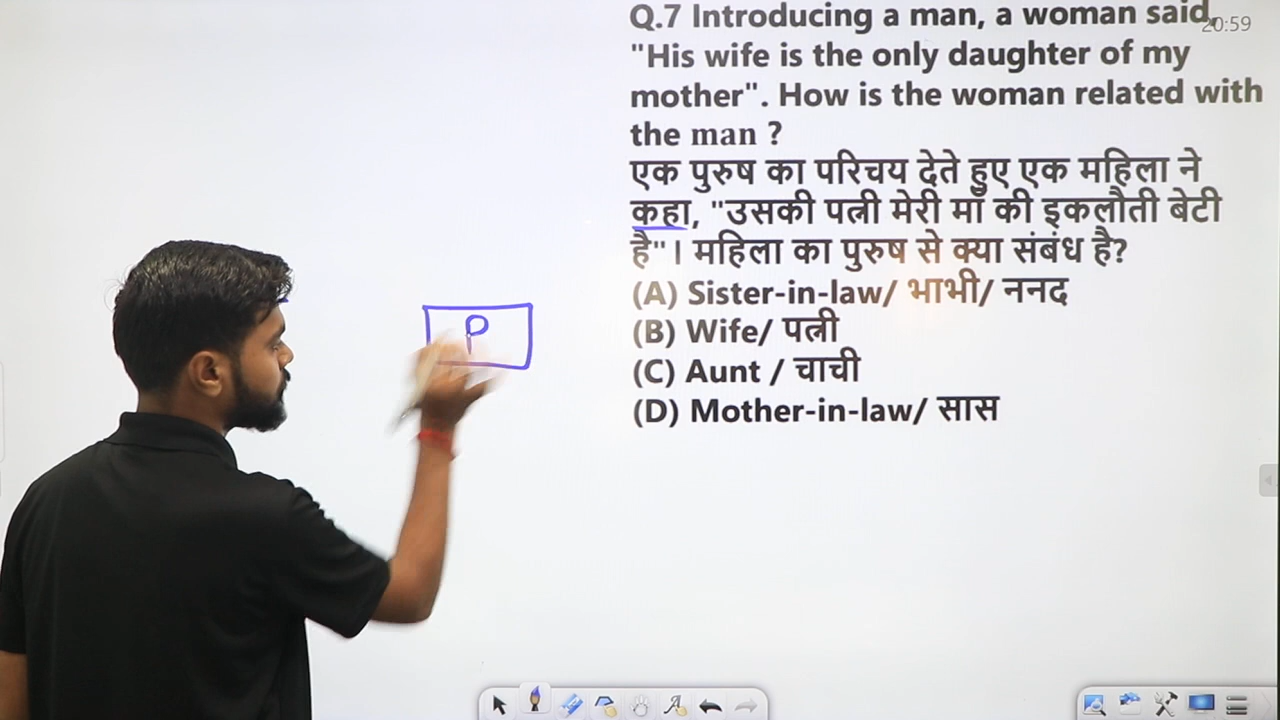 Q.7 Introducing a man, a woman said,
20:59
"His wife is the only daughter of my
mother". How is the woman related with
the man ?
एक पुरुष का परिचय देते हुए एक महिला ने
कहा, "उसकी पत्नी मेरी माँ की इकलौती बेटी
है"। महिला का पुरुष से क्या संबंध है?
(A) Sister-in-law/ भाभी/ ननद
P
(B) Wife/ पत्नी
(C) Aunt / चाची
(D) Mother-in-law/ सास